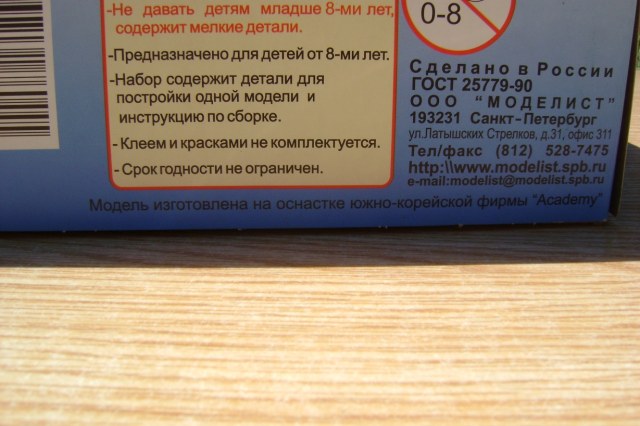 -Не давать детям младше 8-ми лет,
содержит мелкие детали.
-Предназначено для детей от 8-ми лет.
-Набор содержит детали для
постройки одной модели и
инструкцию по сборке.
- Клеем и красками не комплектуется.
- Срок годности не ограничен.
0-8
Сделано в России
ГОСТ 25779-90
ООО "МОДЕЛИСТ"
193231 Санкт-Петербург
ул.Латышских Стрелков, д.31, офис 311
Тел/факс (812) 528-7475
http:\\www.modelist.spb.ru
e-mail:modelist@modelist.spb.ru
Модель изготовлена на оснастке южно-корейской фирмы "Academy"